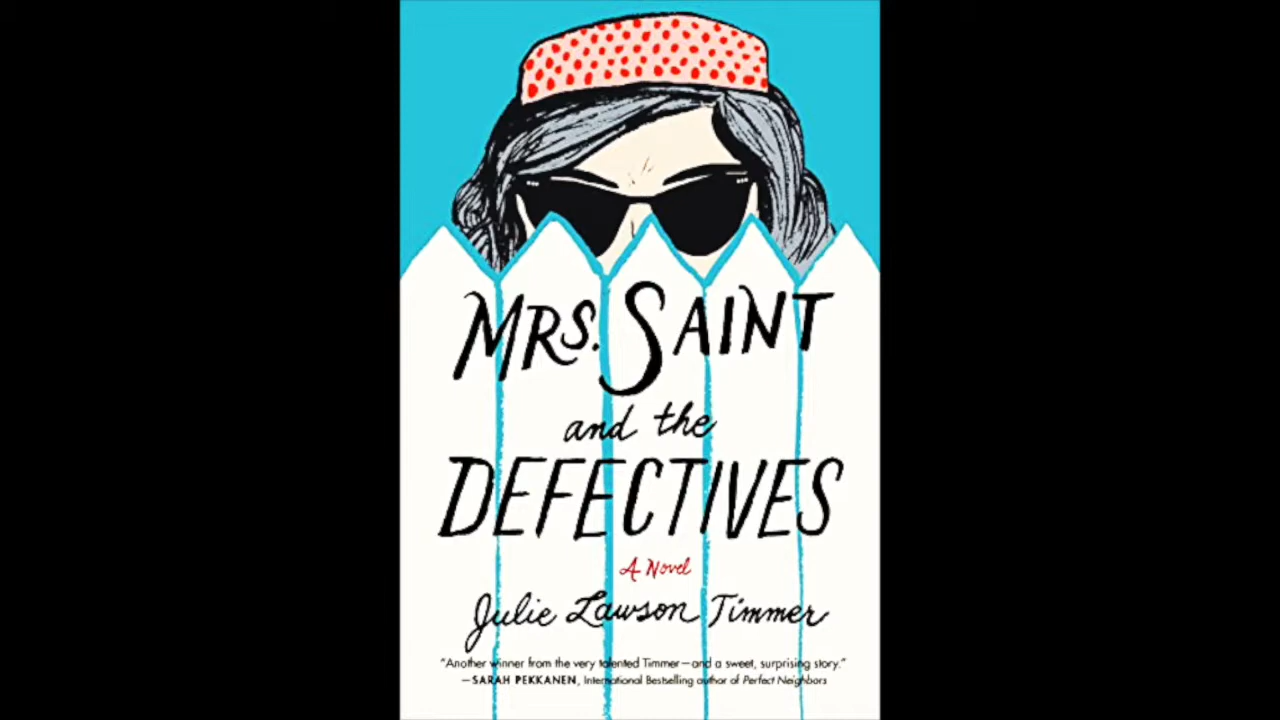 MRS. SAINT
and the
DEFECTIVES
A Novel
Julie Lawson Timmer
"Another winner from the very talented Timmer—and a sweet, surprising story."
—SARAH PEKKANEN, International Bestselling author of Perfect Neighbors